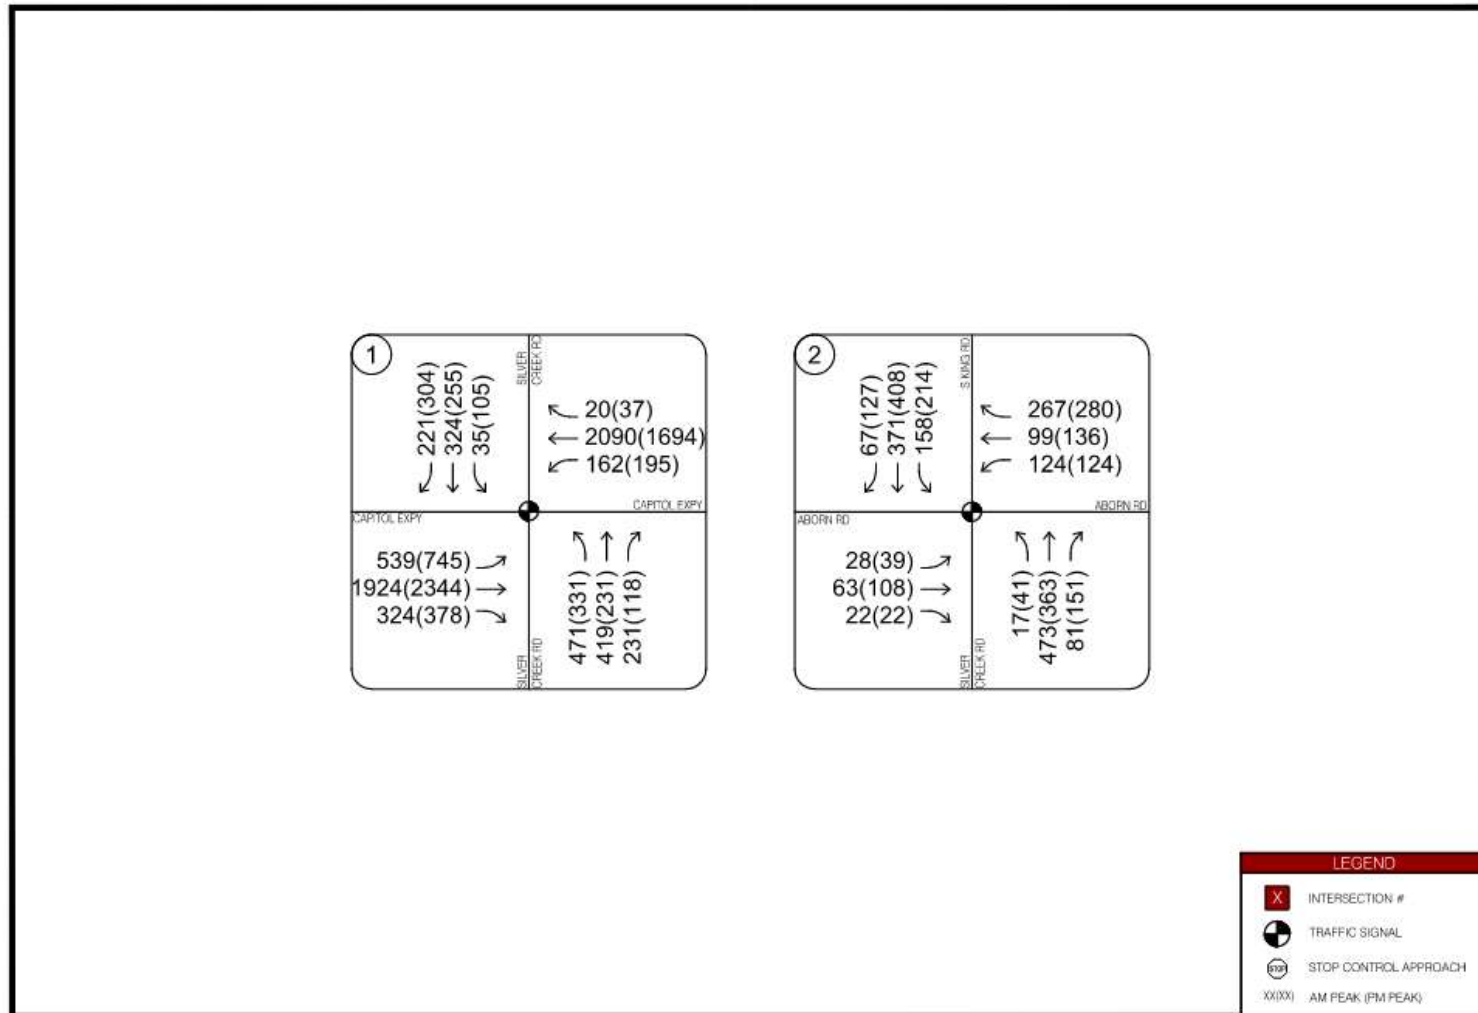 1
221(304)
324(255)
35(105)
SILVER
CREEK RD
20(37)
2090(1694)
162(195)
CAPITOL EXPY
CAPITOL EXPY
539(745)
1924(2344)
324(378)
SILVER
CREEK RD
471(331)
419(231)
231(118)
2
67(127)
371(408)
158(214)
S KING RD
267(280)
99(136)
124(124)
ABORN RD
ABORN RD
28(39)
63(108)
22(22)
SILVER
CREEK RD
17(41)
473(363)
81(151)
LEGEND
X INTERSECTION #
TRAFFIC SIGNAL
STOP STOP CONTROL APPROACH
XX(XX) AM PEAK (PM PEAK)